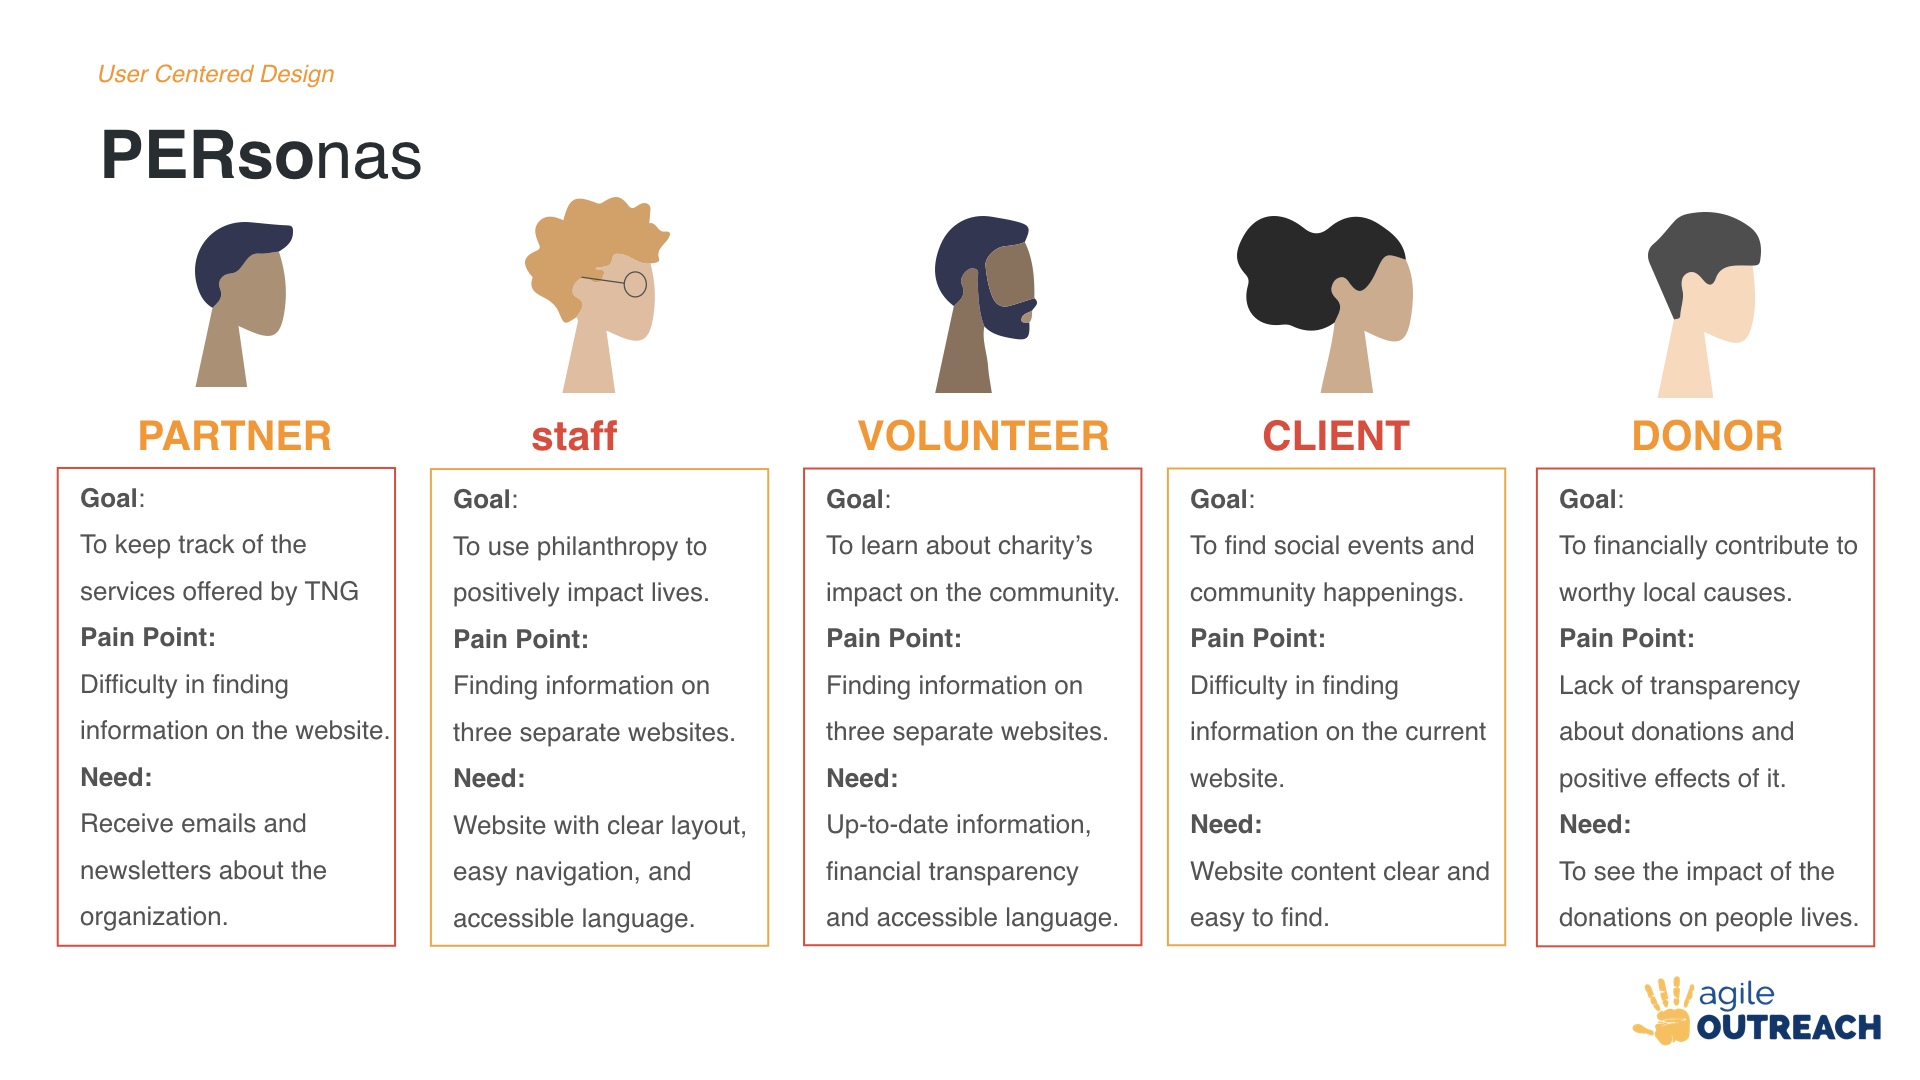 User Centered Design
PERsonas
PARTNER
Goal:
To keep track of the
services offered by TNG
Pain Point:
Difficulty in finding
information on the website.
Need:
Receive emails and
newsletters about the
organization.
staff
Goal:
To use philanthropy to
positively impact lives.
Pain Point:
Finding information on
three separate websites.
Need:
Website with clear layout,
easy navigation, and
accessible language.
VOLUNTEER
Goal:
To learn about charity’s
impact on the community.
Pain Point:
Finding information on
three separate websites.
Need:
Up-to-date information,
financial transparency
and accessible language.
CLIENT
Goal:
To find social events and
community happenings.
Pain Point:
Difficulty in finding
information on the current
website.
Need:
Website content clear and
easy to find.
DONOR
Goal:
To financially contribute to
worthy local causes.
Pain Point:
Lack of transparency
about donations and
positive effects of it.
Need:
To see the impact of the
donations on people lives.
agile
OUTREACH